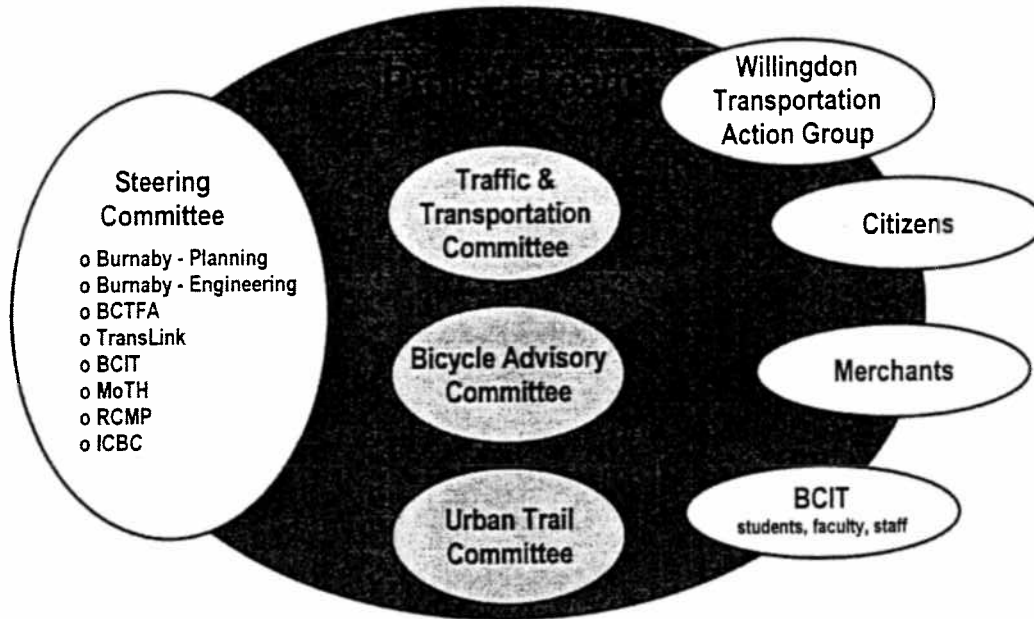 Steering
Committee
o Burnaby - Planning
o Burnaby - Engineering
o BCTFA
o TransLink
o BCIT
o MoTH
o RCMP
o ICBC
Traffic &
Transportation
Committee
Bicycle Advisory
Committee
Urban Trail
Committee
Willingdon
Transportation
Action Group
Citizens
Merchants
BCIT
students, faculty, staff